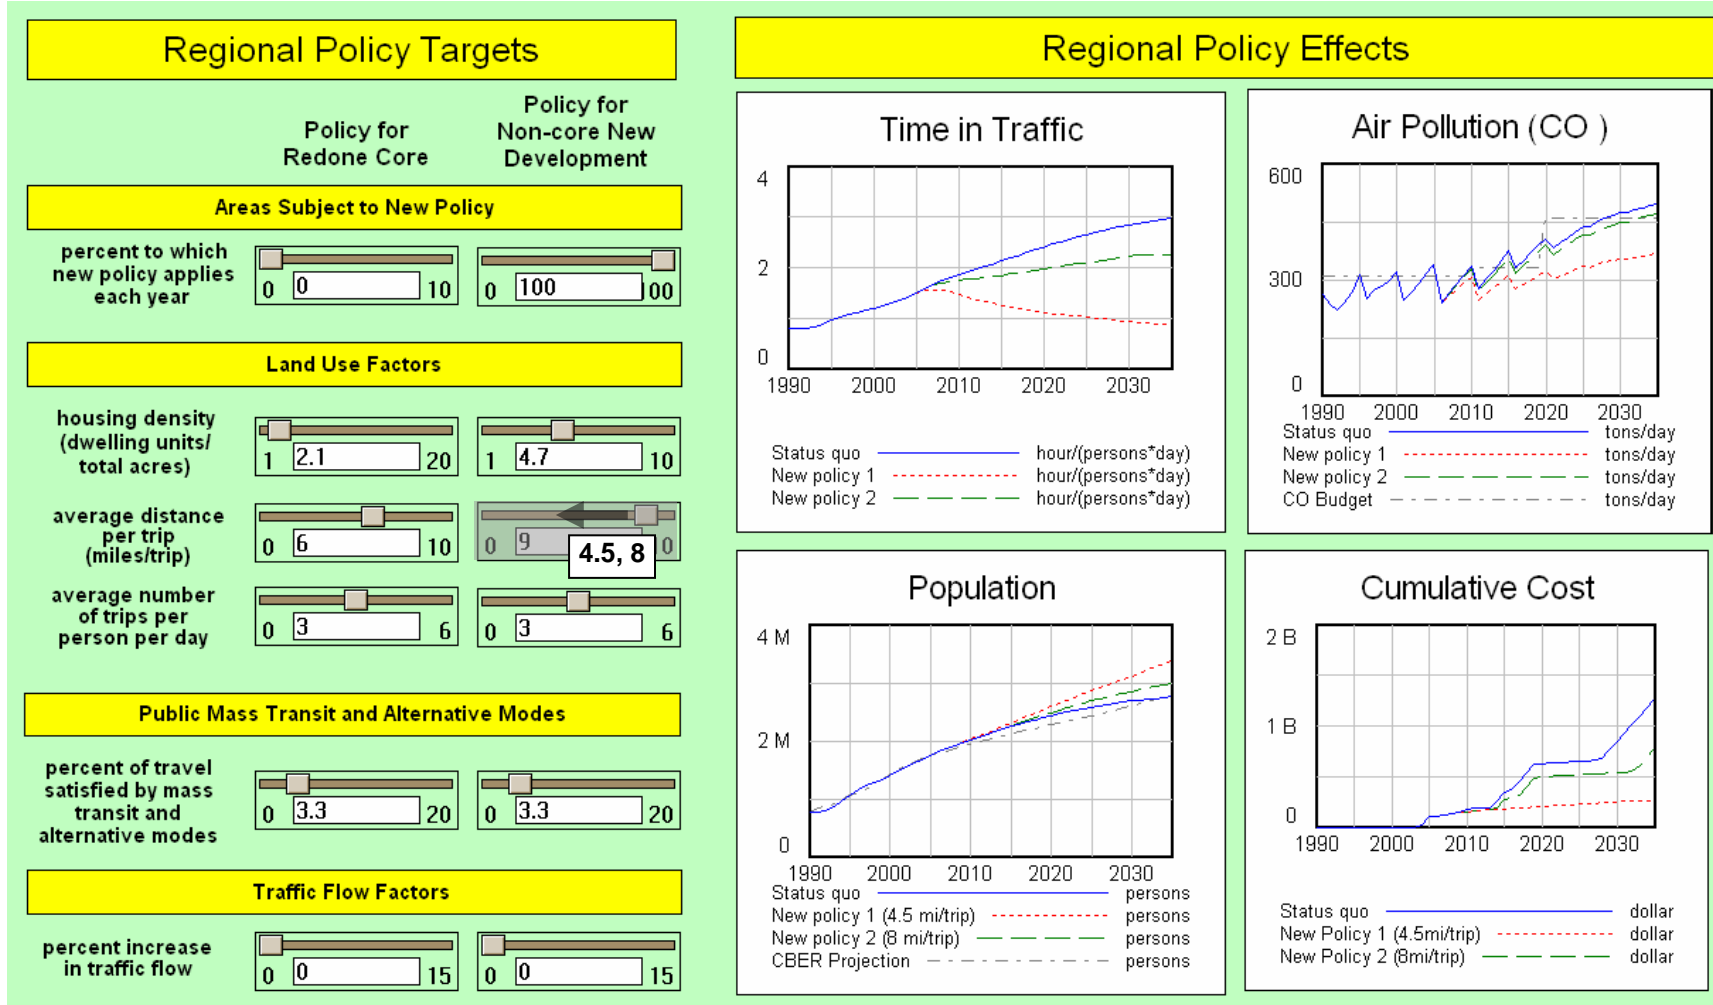 Regional Policy Targets
Policy for
Redone Core
Policy for
Non-core New
Development
Areas Subject to New Policy
percent to which
new policy applies
each year
0 0 10
0 100 100
Land Use Factors
housing density
(dwelling units/
total acres)
1 2.1 20
1 4.7 10
average distance
per trip
(miles/trip)
0 6 10
0 9 0
4.5, 8
average number
of trips per
person per day
0 3 6
0 3 6
Public Mass Transit and Alternative Modes
percent of travel
satisfied by mass
transit and
alternative modes
0 3.3 20
0 3.3 20
Traffic Flow Factors
percent increase
in traffic flow
0 0 15
0 0 15
Regional Policy Effects
Time in Traffic
4
2
0
1990 2000 2010 2020 2030
Status quo hour/(persons*day)
New policy 1 hour/(persons*day)
New policy 2 hour/(persons*day)
Air Pollution (CO )
600
300
0
1990 2000 2010 2020 2030
Status quo tons/day
New policy 1 tons/day
New policy 2 tons/day
CO Budget tons/day
Population
4 M
2 M
0
1990 2000 2010 2020 2030
Status quo persons
New policy 1 (4.5 mi/trip) persons
New policy 2 (8 mi/trip) persons
CBER Projection persons
Cumulative Cost
2 B
1 B
0
1990 2000 2010 2020 2030
Status quo dollar
New Policy 1 (4.5mi/trip) dollar
New Policy 2 (8mi/trip) dollar